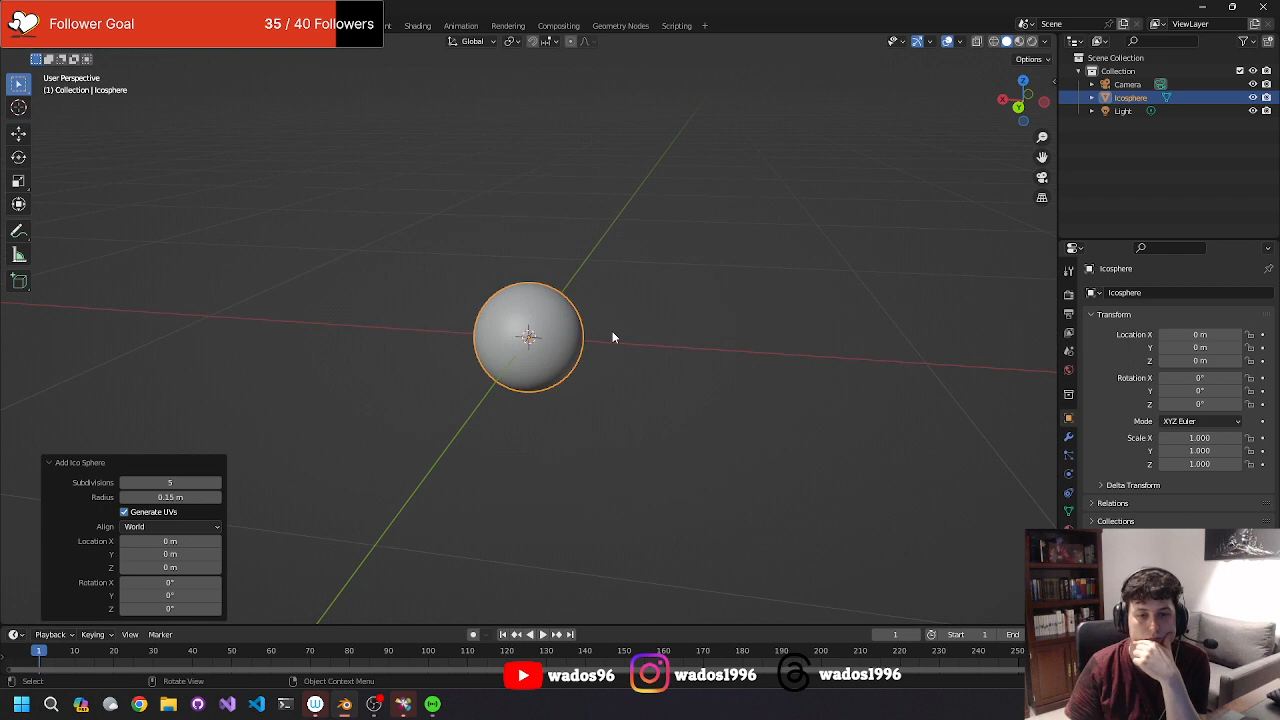 Follower Goal 35 / 40 Followers
Shading Animation Rendering Compositing Geometry Nodes Scripting +
Scene ViewLayer
Global
Options
User Perspective
(1) Collection | Icosphere
Scene Collection
Collection
Camera
Icosphere
Light
X Y Z
Icosphere
Icosphere
Transform
Location X 0 m
Y 0 m
Z 0 m
Rotation X 0°
Y 0°
Z 0°
Mode XYZ Euler
Scale X 1.000
Y 1.000
Z 1.000
Delta Transform
Relations
Collections
Add Ico Sphere
Subdivisions 5
Radius 0.15 m
Generate UVs
Align World
Location X 0 m
Y 0 m
Z 0 m
Rotation X 0°
Y 0°
Z 0°
Playback Keying View Marker
1 Start 1 End
1 10 20 30 40 50 60 70 80 90 100 110 120 130 140 150 160 170 180 190 200 210 220 230 240 250
Select Rotate View Object Context Menu
wados96 wados1996 wados1996